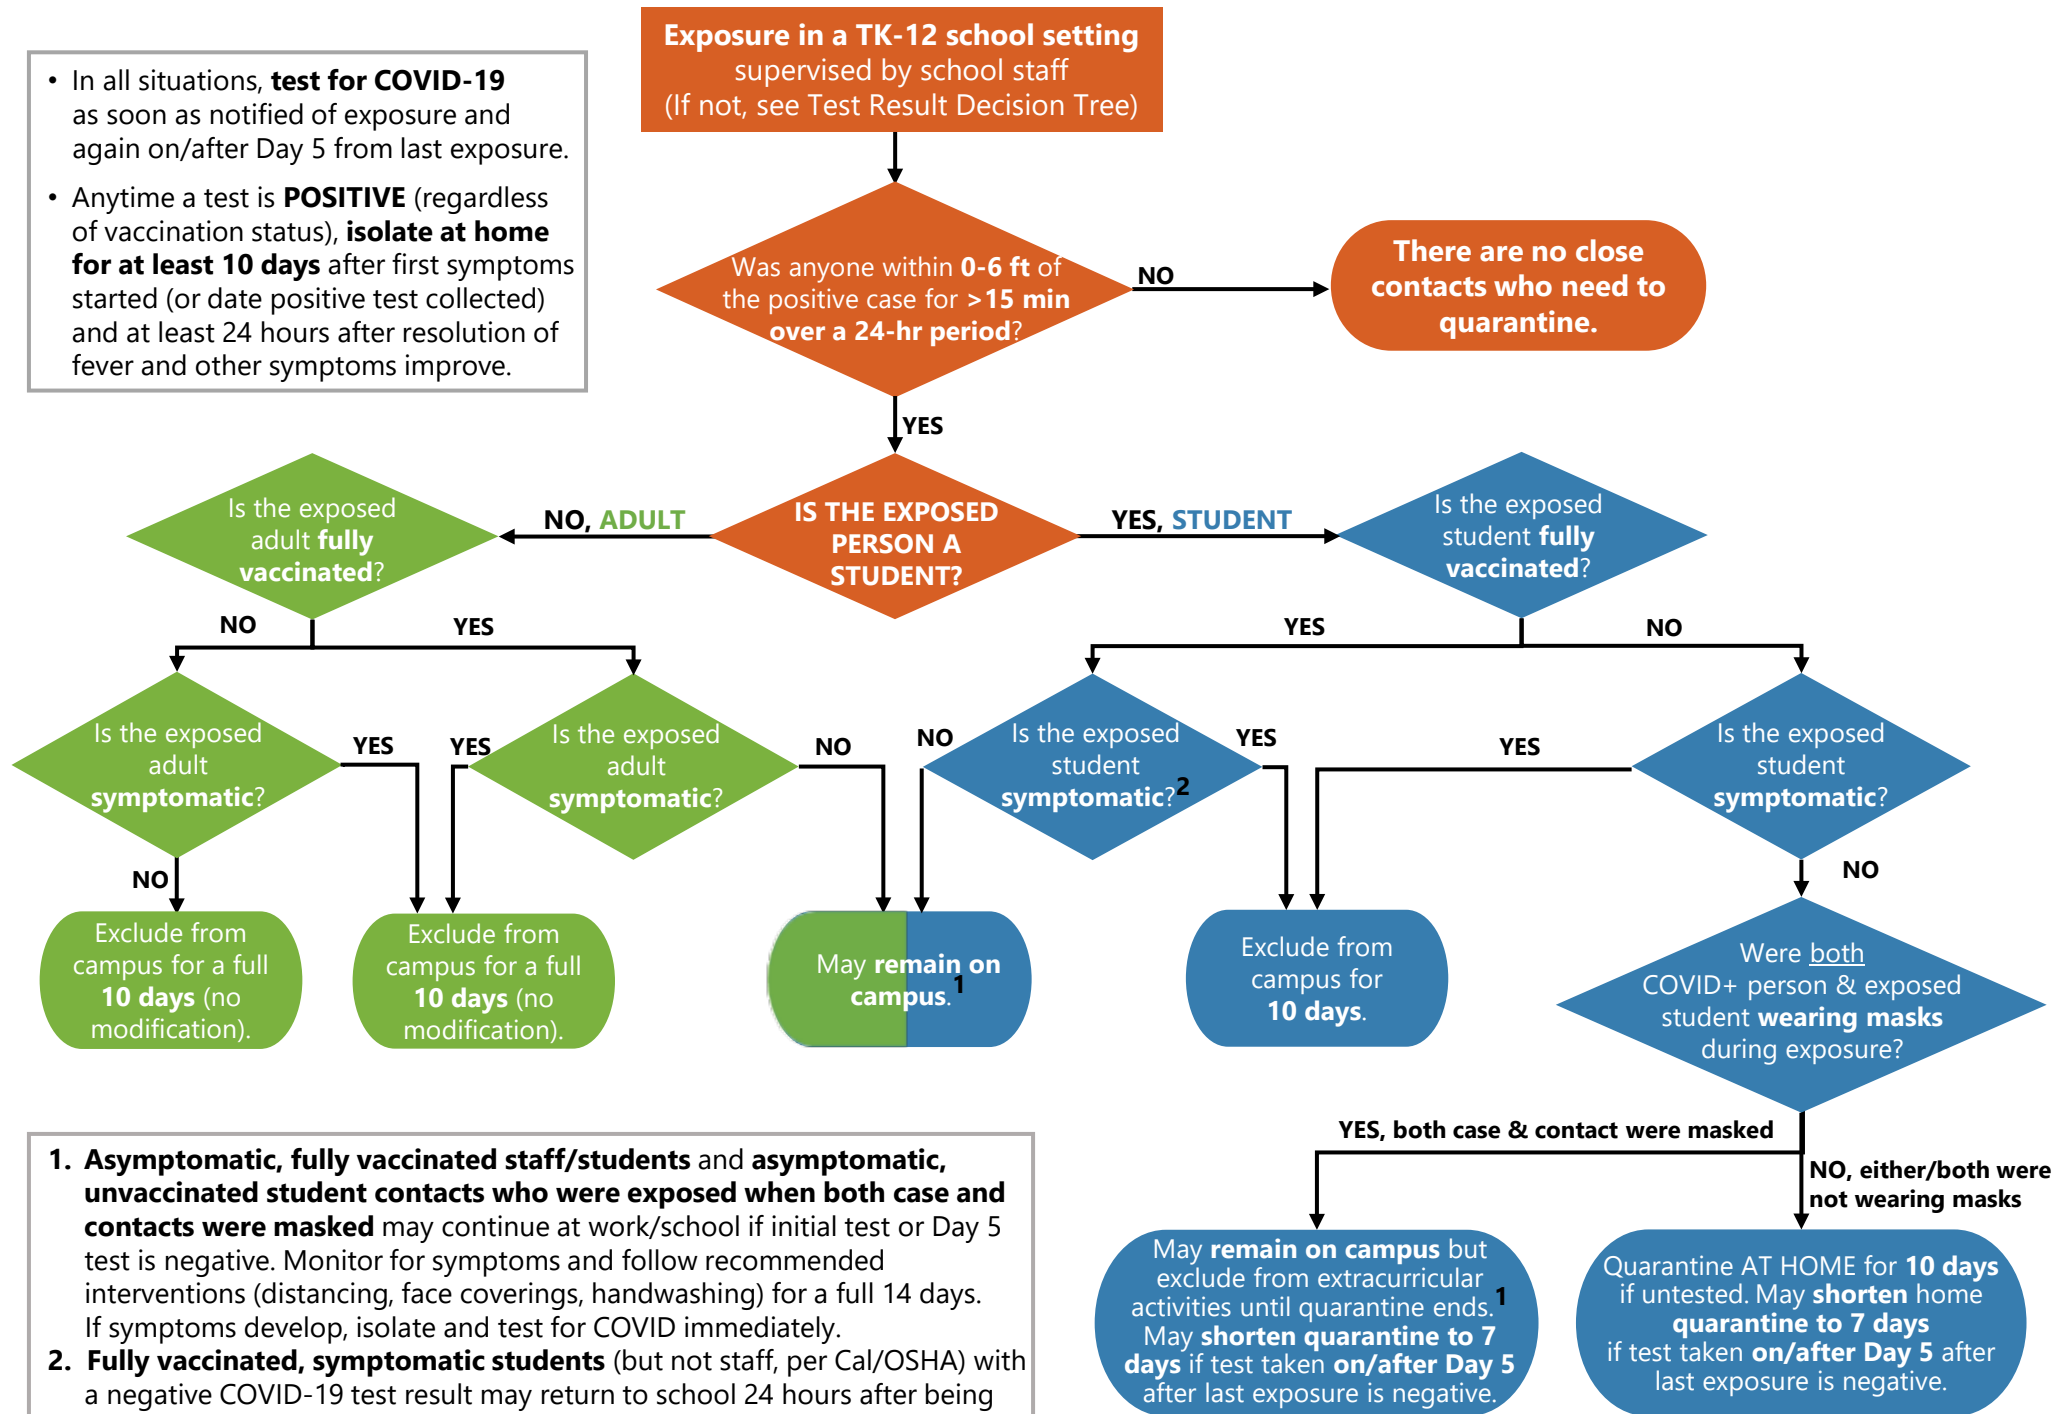 Exposure in a TK-12 school setting
supervised by school staff
(If not, see Test Result Decision Tree)
• In all situations, test for COVID-19
as soon as notified of exposure and
again on/after Day 5 from last exposure.
• Anytime a test is POSITIVE (regardless
of vaccination status), isolate at home
for at least 10 days after first symptoms
started (or date positive test collected)
and at least 24 hours after resolution of
fever and other symptoms improve.
Was anyone within 0-6 ft of
the positive case for >15 min
over a 24-hr period?
NO
There are no close
contacts who need to
quarantine.
YES
IS THE EXPOSED
PERSON A
STUDENT?
NO, ADULT
YES, STUDENT
Is the exposed
adult fully
vaccinated?
Is the exposed
student fully
vaccinated?
NO
YES
YES
NO
Is the exposed
adult
symptomatic?
YES
YES
Is the exposed
adult
symptomatic?
NO
NO
Is the exposed
student
symptomatic?2
YES
YES
Is the exposed
student
symptomatic?
NO
NO
Exclude from
campus for a full
10 days (no
modification).
Exclude from
campus for a full
10 days (no
modification).
May remain on
campus.1
Exclude from
campus for
10 days.
Were both
COVID+ person & exposed
student wearing masks
during exposure?
YES, both case & contact were masked
NO, either/both were
not wearing masks
1. Asymptomatic, fully vaccinated staff/students and asymptomatic,
unvaccinated student contacts who were exposed when both case and
contacts were masked may continue at work/school if initial test or Day 5
test is negative. Monitor for symptoms and follow recommended
interventions (distancing, face coverings, handwashing) for a full 14 days.
If symptoms develop, isolate and test for COVID immediately.
2. Fully vaccinated, symptomatic students (but not staff, per Cal/OSHA) with
a negative COVID-19 test result may return to school 24 hours after being
May remain on campus but
exclude from extracurricular
activities until quarantine ends.1
May shorten quarantine to 7
days if test taken on/after Day 5
after last exposure is negative.
Quarantine AT HOME for 10 days
if untested. May shorten home
quarantine to 7 days
if test taken on/after Day 5 after
last exposure is negative.